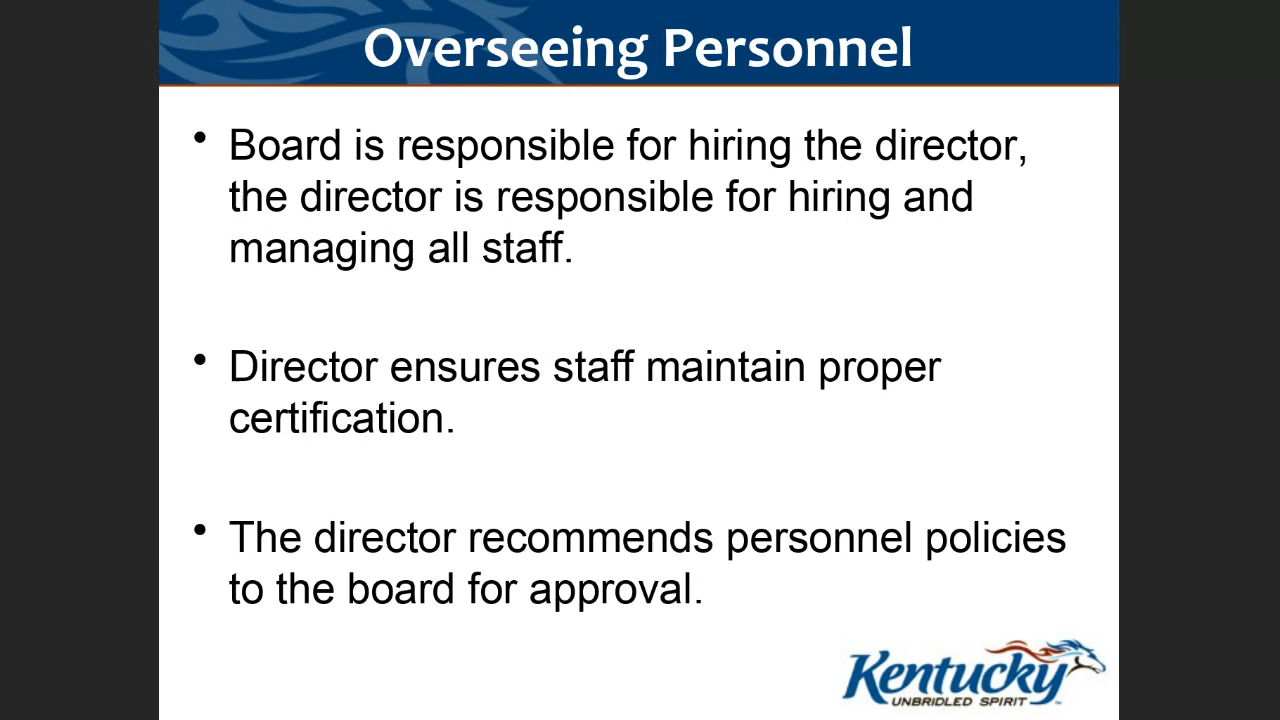 Overseeing Personnel
• Board is responsible for hiring the director,
the director is responsible for hiring and
managing all staff.
• Director ensures staff maintain proper
certification.
• The director recommends personnel policies
to the board for approval.
Kentucky
UNBRIDLED SPIRIT